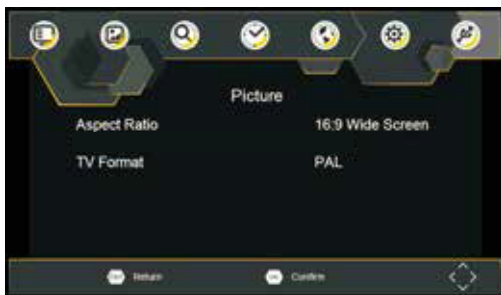 Picture
Aspect Ratio 16:9 Wide Screen
TV Format PAL
Return Confirm